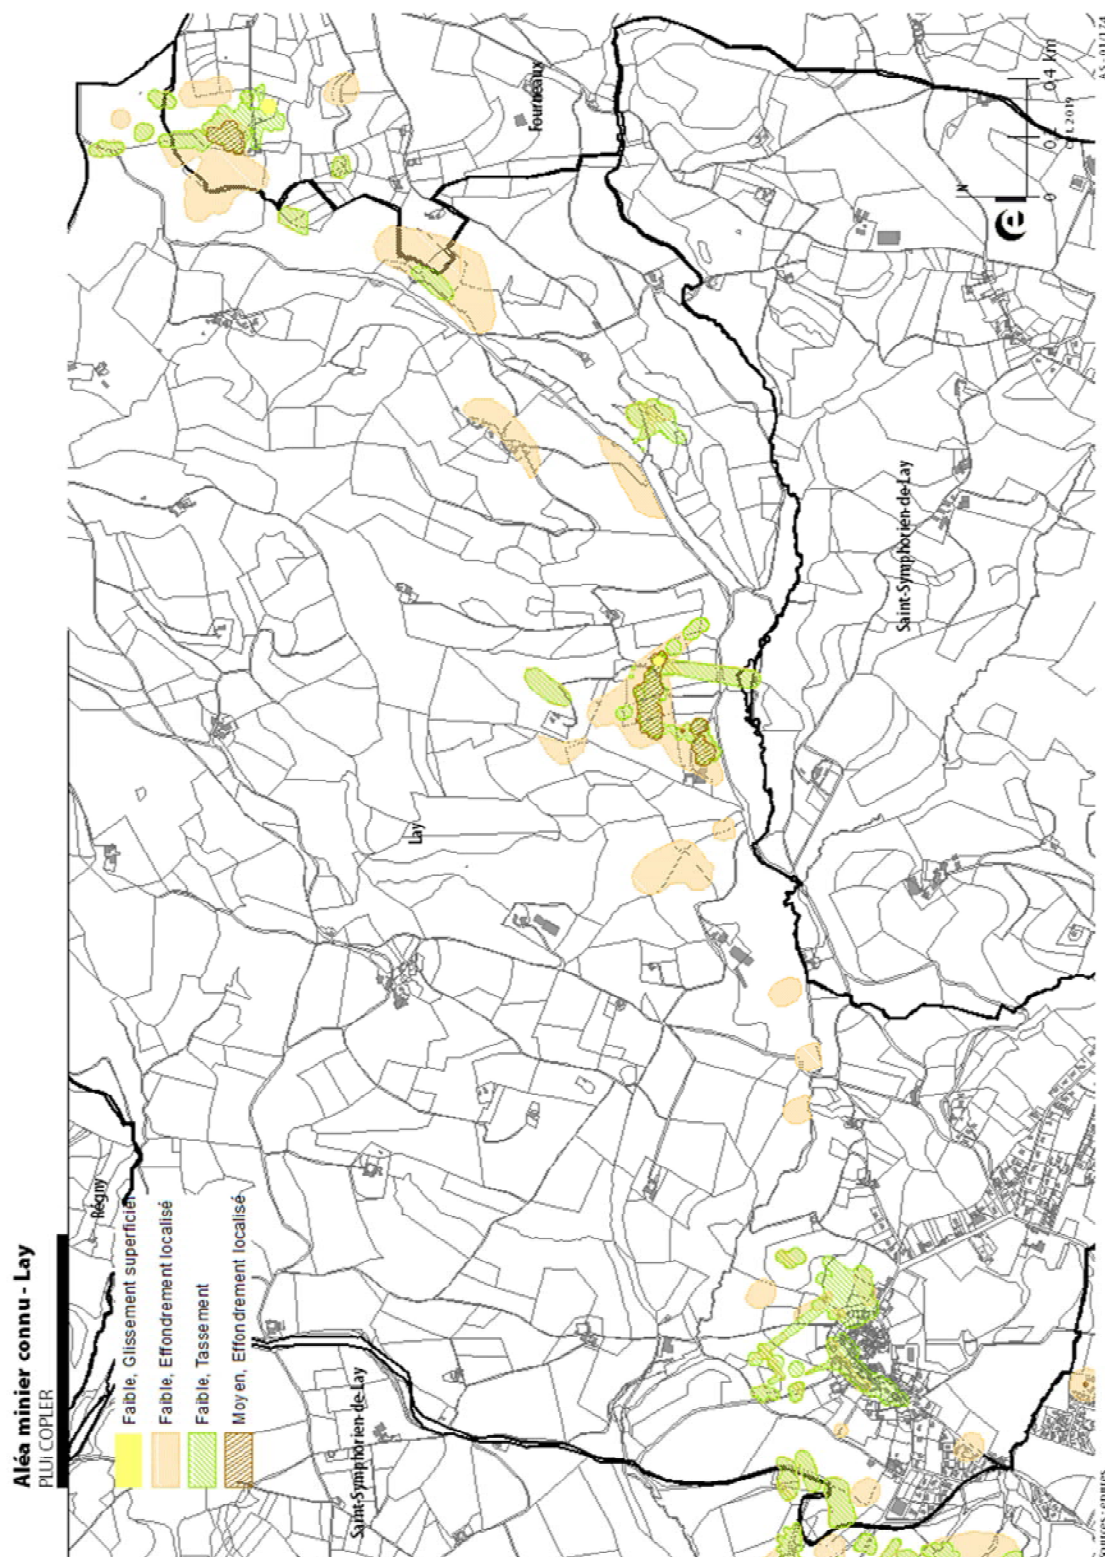 Aléa minier connu - Lay
PLUi COPLER
Faible, Glissement superficiel
Faible, Effondrement localisé
Faible, Tassement
Moyen, Effondrement localisé
Régny
Saint-Symphorien-de-Lay
Lay
Fourneaux
Saint-Symphorien-de-Lay
N
e
0
0.4 km